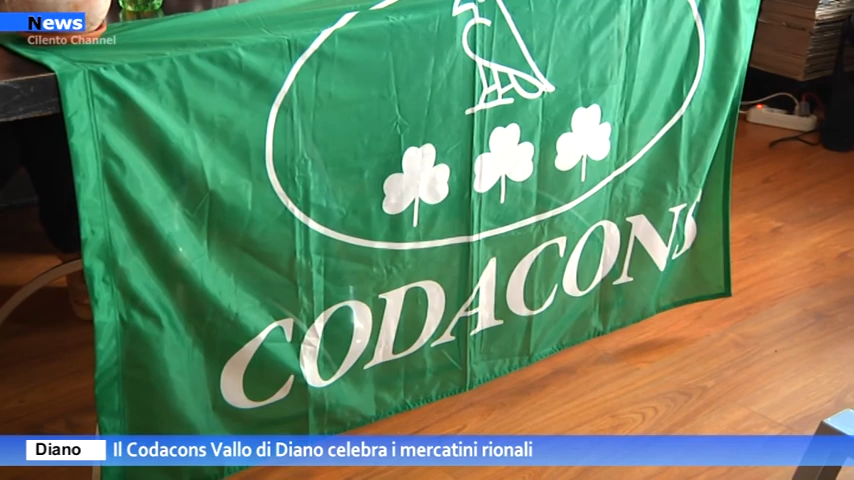 News
Cilento Channel
CODACONS
Diano
Il Codacons Vallo di Diano celebra i mercatini rionali